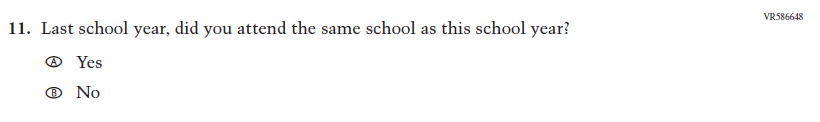 VR586648
11. Last school year, did you attend the same school as this school year?
Ⓐ Yes
Ⓑ No